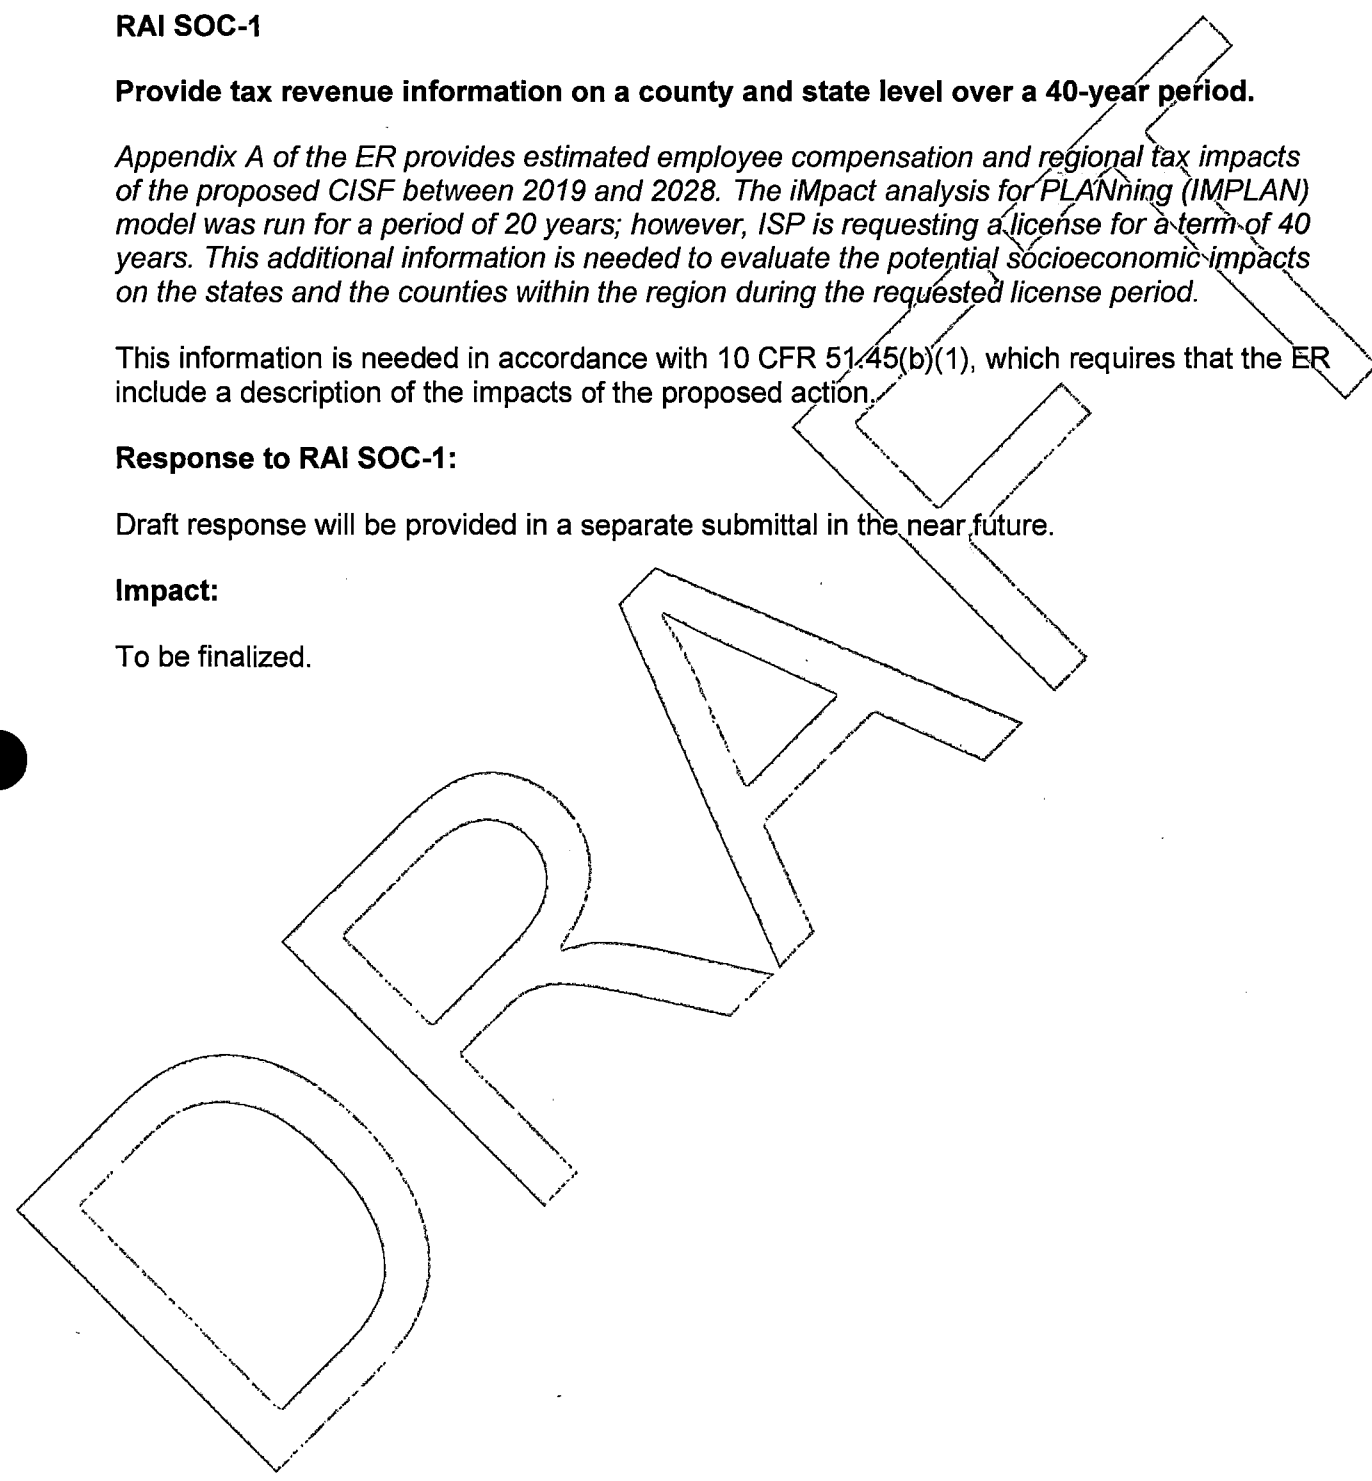 RAI SOC-1
Provide tax revenue information on a county and state level over a 40-year period.
Appendix A of the ER provides estimated employee compensation and regional tax impacts
of the proposed CISF between 2019 and 2028. The iMpact analysis for PLANning (IMPLAN)
model was run for a period of 20 years; however, ISP is requesting a license for a term of 40
years. This additional information is needed to evaluate the potential socioeconomic impacts
on the states and the counties within the region during the requested license period.
This information is needed in accordance with 10 CFR 51.45(b)(1), which requires that the ER
include a description of the impacts of the proposed action.
Response to RAI SOC-1:
Draft response will be provided in a separate submittal in the near future.
Impact:
To be finalized.
DRAFT